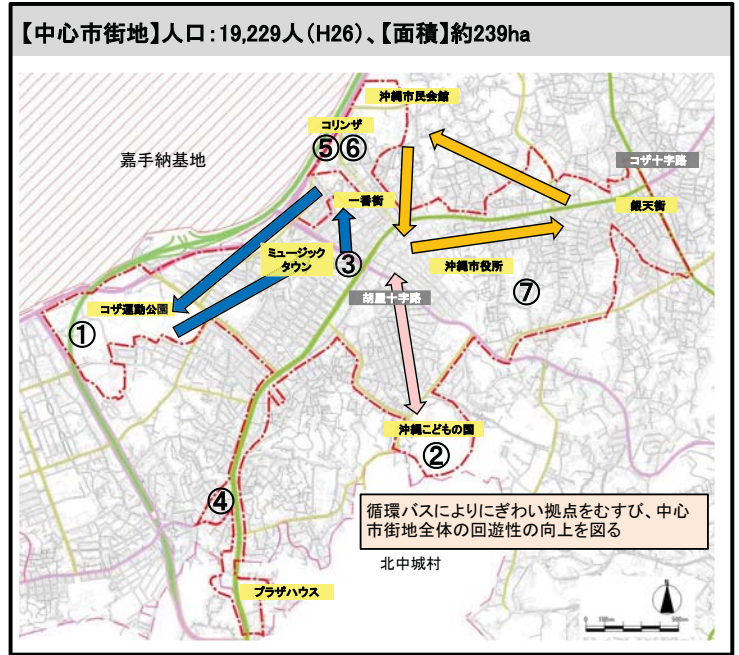 【中心市街地】人口：19,229人（H26）、【面積】約239ha
沖縄市民会館
コリンザ
⑤⑥
嘉手納基地
コザ十字路
一番街
銀天街
ミュージック
タウン
③
沖縄市役所
⑦
胡屋十字路
コザ運動公園
①
沖縄こどもの国
②
④
循環バスによりにぎわい拠点をむすび、中心
市街地全体の回遊性の向上を図る
北中城村
プラザハウス
0 100m 500m